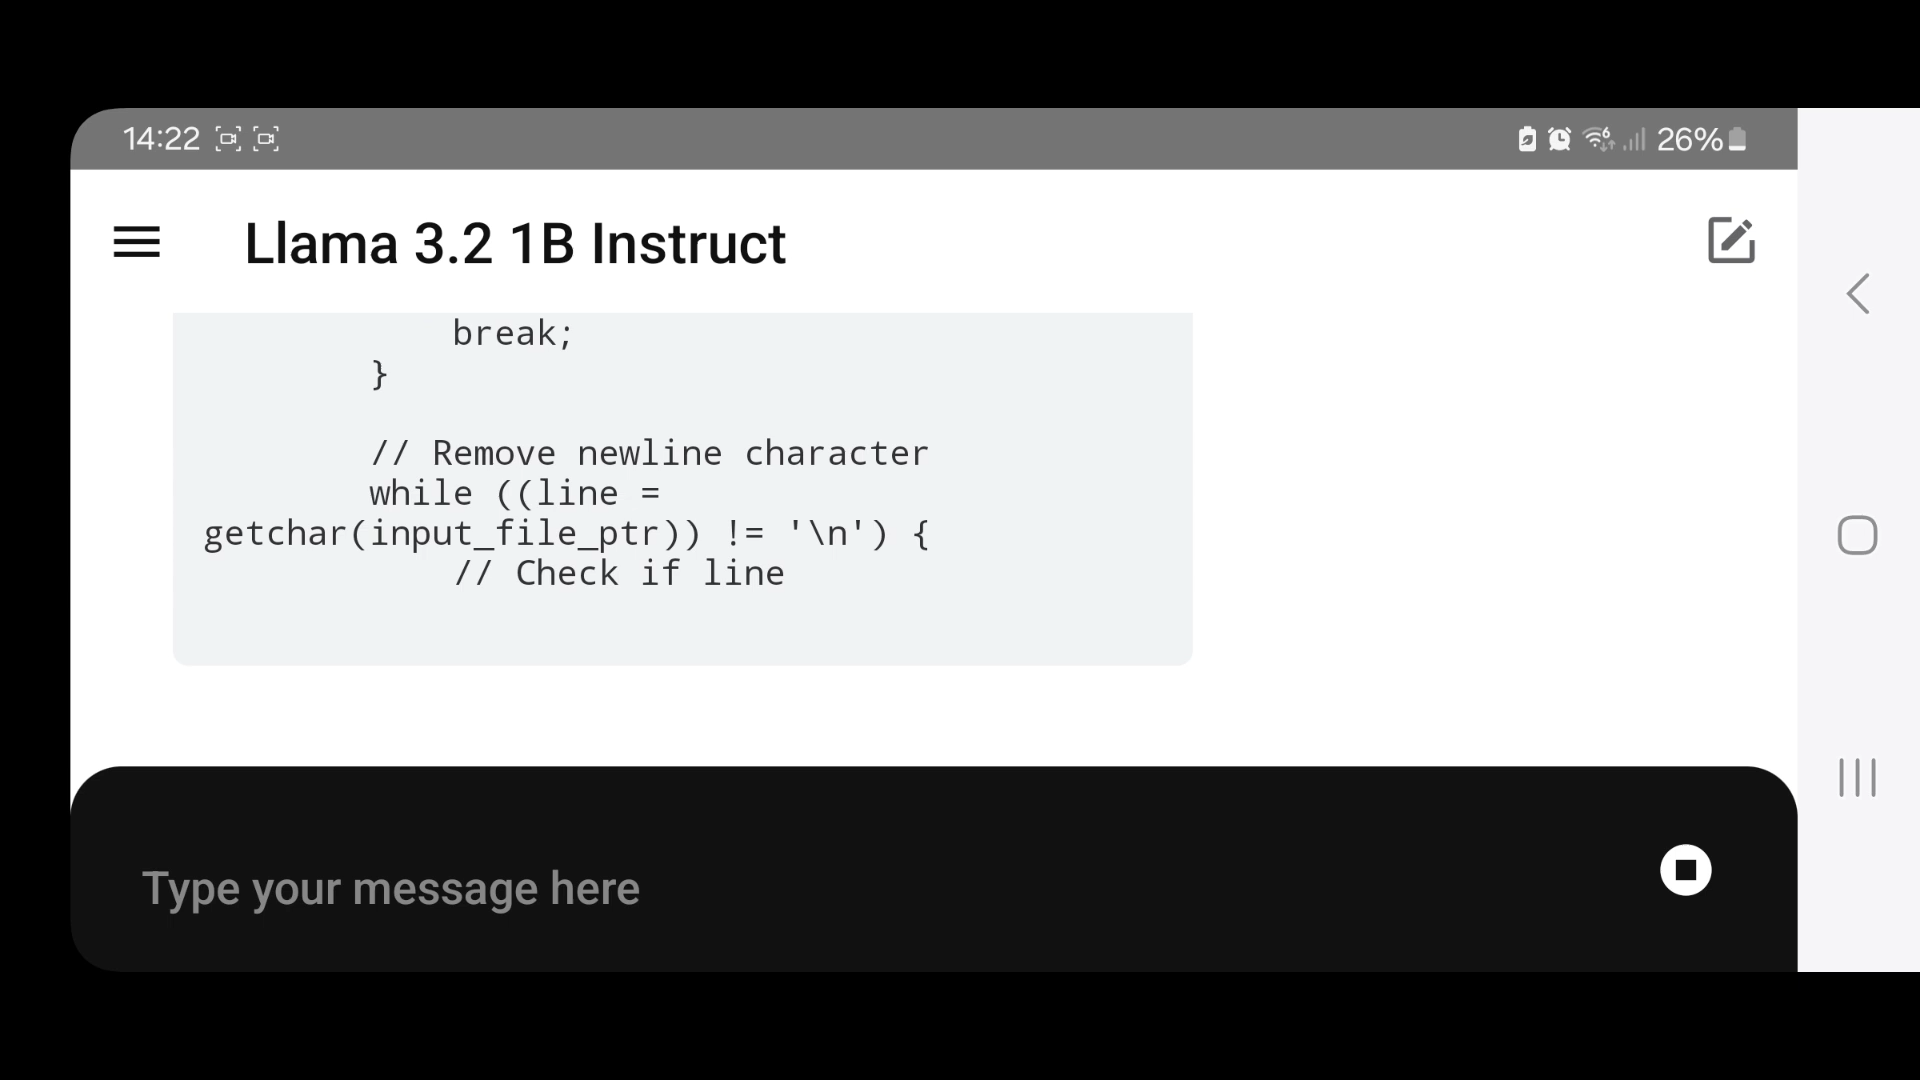 14:22
26%
Llama 3.2 1B Instruct
break;
}
// Remove newline character
while ((line =
getchar(input_file_ptr)) != '\n') {
// Check if line
Type your message here